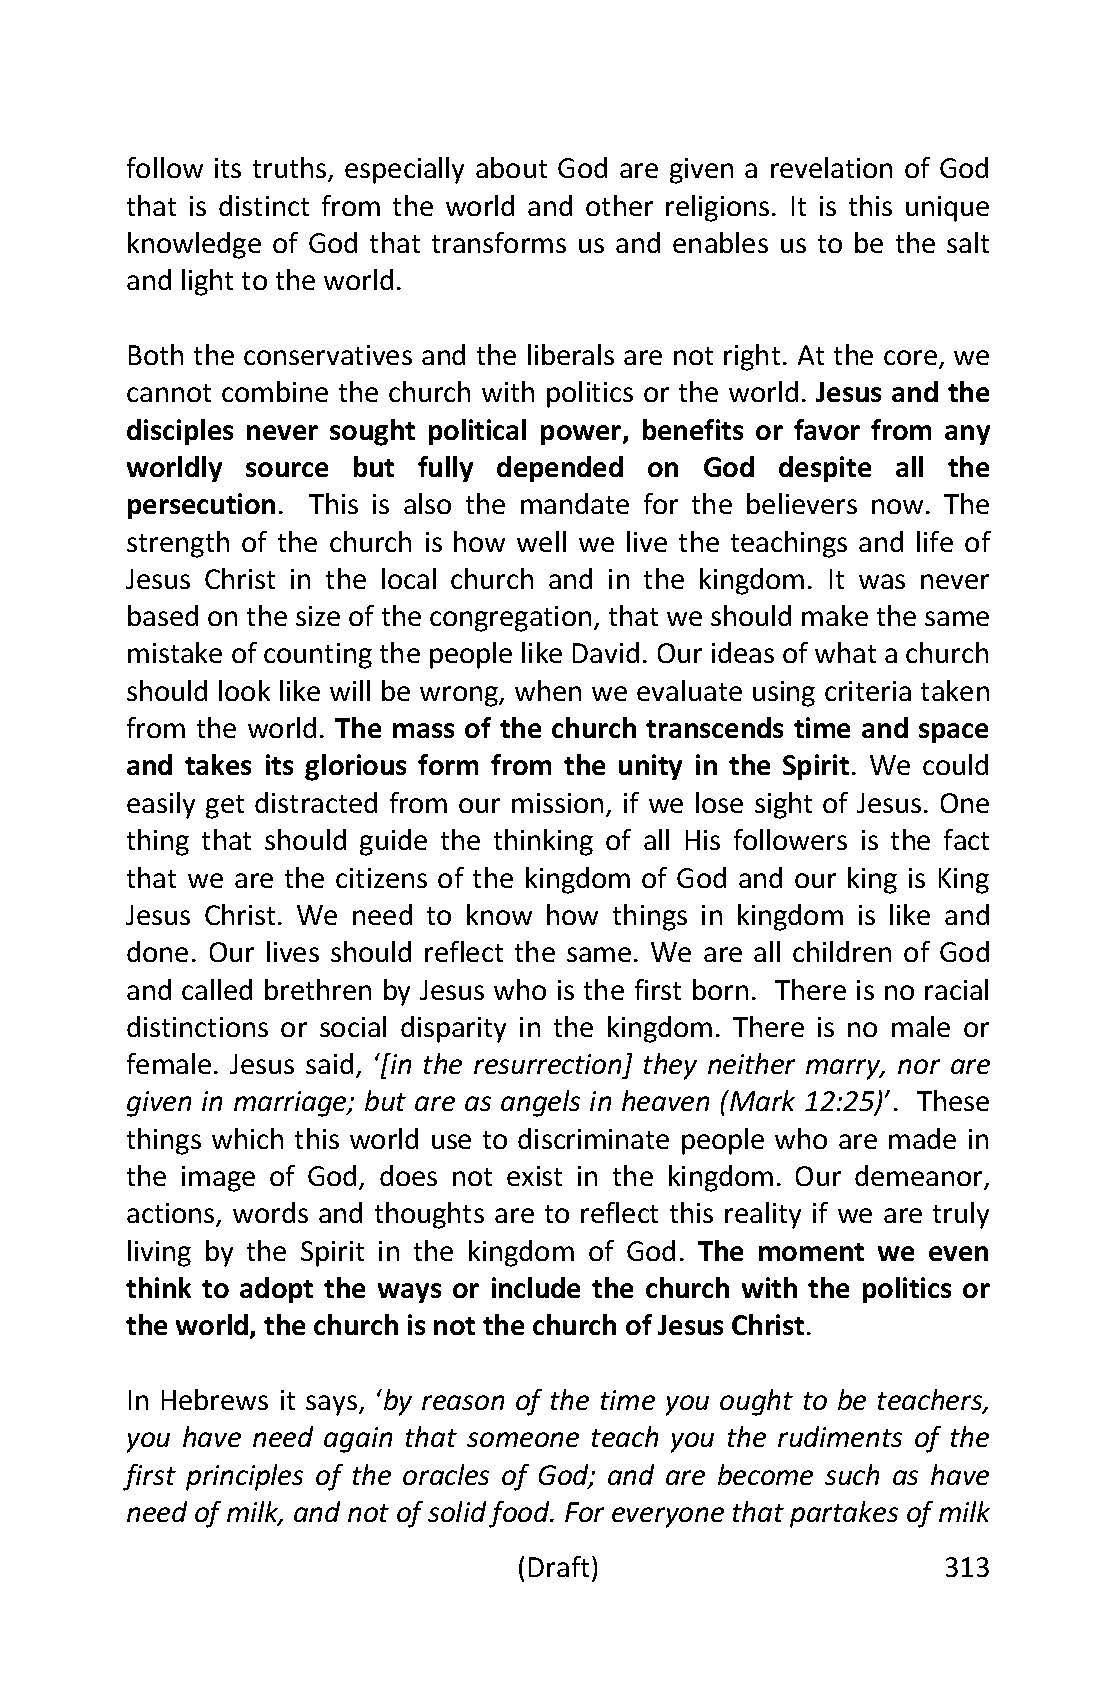 follow its truths, especially about God are given a revelation of God
that is distinct from the world and other religions. It is this unique
knowledge of God that transforms us and enables us to be the salt
and light to the world.
Both the conservatives and the liberals are not right. At the core, we
cannot combine the church with politics or the world. Jesus and the
disciples never sought political power, benefits or favor from any
worldly source but fully depended on God despite all the
persecution. This is also the mandate for the believers now. The
strength of the church is how well we live the teachings and life of
Jesus Christ in the local church and in the kingdom. It was never
based on the size of the congregation, that we should make the same
mistake of counting the people like David. Our ideas of what a church
should look like will be wrong, when we evaluate using criteria taken
from the world. The mass of the church transcends time and space
and takes its glorious form from the unity in the Spirit. We could
easily get distracted from our mission, if we lose sight of Jesus. One
thing that should guide the thinking of all His followers is the fact
that we are the citizens of the kingdom of God and our king is King
Jesus Christ. We need to know how things in kingdom is like and
done. Our lives should reflect the same. We are all children of God
and called brethren by Jesus who is the first born. There is no racial
distinctions or social disparity in the kingdom. There is no male or
female. Jesus said, ‘[in the resurrection] they neither marry, nor are
given in marriage; but are as angels in heaven (Mark 12:25)’. These
things which this world use to discriminate people who are made in
the image of God, does not exist in the kingdom. Our demeanor,
actions, words and thoughts are to reflect this reality if we are truly
living by the Spirit in the kingdom of God. The moment we even
think to adopt the ways or include the church with the politics or
the world, the church is not the church of Jesus Christ.
In Hebrews it says, ‘by reason of the time you ought to be teachers,
you have need again that someone teach you the rudiments of the
first principles of the oracles of God; and are become such as have
need of milk, and not of solid food. For everyone that partakes of milk
(Draft) 313